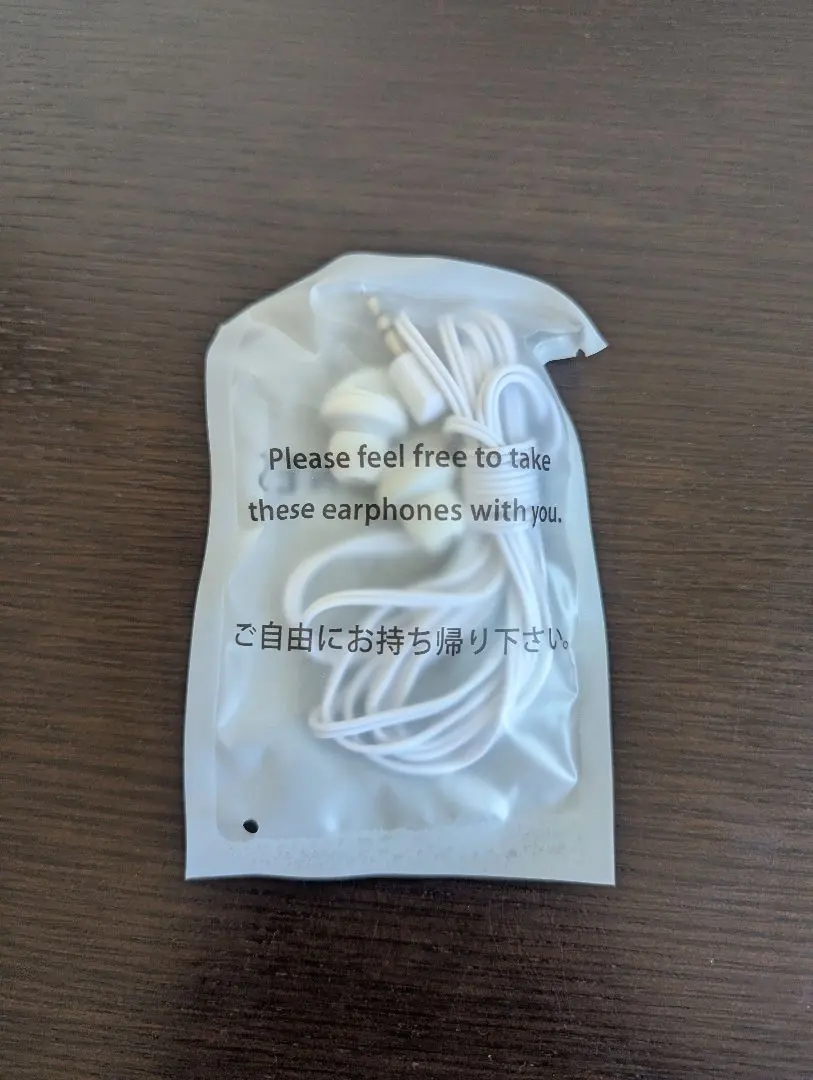 Please feel free to take
these earphones with you.
ご自由にお持ち帰り下さい。